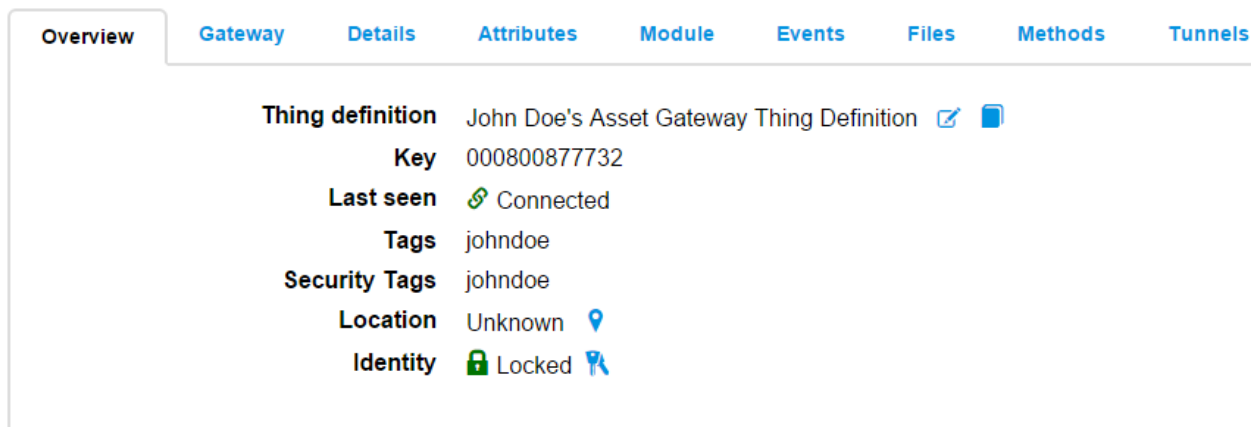 Overview Gateway Details Attributes Module Events Files Methods Tunnels
Thing definition John Doe's Asset Gateway Thing Definition
Key 000800877732
Last seen Connected
Tags johndoe
Security Tags johndoe
Location Unknown
Identity Locked